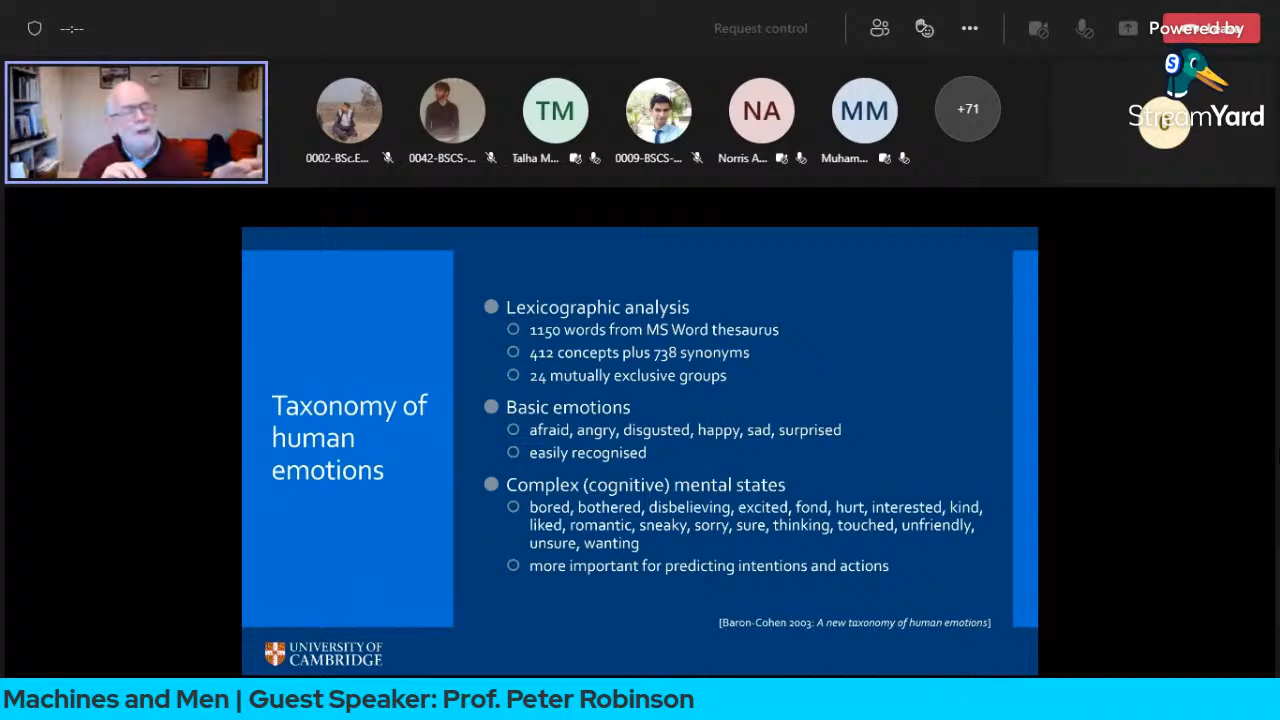 --:--
Request control
Powered by
StreamYard
TM
NA
MM
+71
0002-BSc.E...
0042-BSCS-...
Talha M...
0009-BSCS-...
Norris A...
Muham...
Lexicographic analysis
1150 words from MS Word thesaurus
412 concepts plus 738 synonyms
24 mutually exclusive groups
Taxonomy of
human
emotions
Basic emotions
afraid, angry, disgusted, happy, sad, surprised
easily recognised
Complex (cognitive) mental states
bored, bothered, disbelieving, excited, fond, hurt, interested, kind,
liked, romantic, sneaky, sorry, sure, thinking, touched, unfriendly,
unsure, wanting
more important for predicting intentions and actions
[Baron-Cohen 2003: A new taxonomy of human emotions]
UNIVERSITY OF
CAMBRIDGE
Machines and Men | Guest Speaker: Prof. Peter Robinson